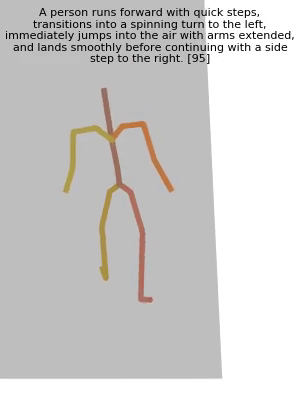 A person runs forward with quick steps,
transitions into a spinning turn to the left,
immediately jumps into the air with arms extended,
and lands smoothly before continuing with a side
step to the right. [95]